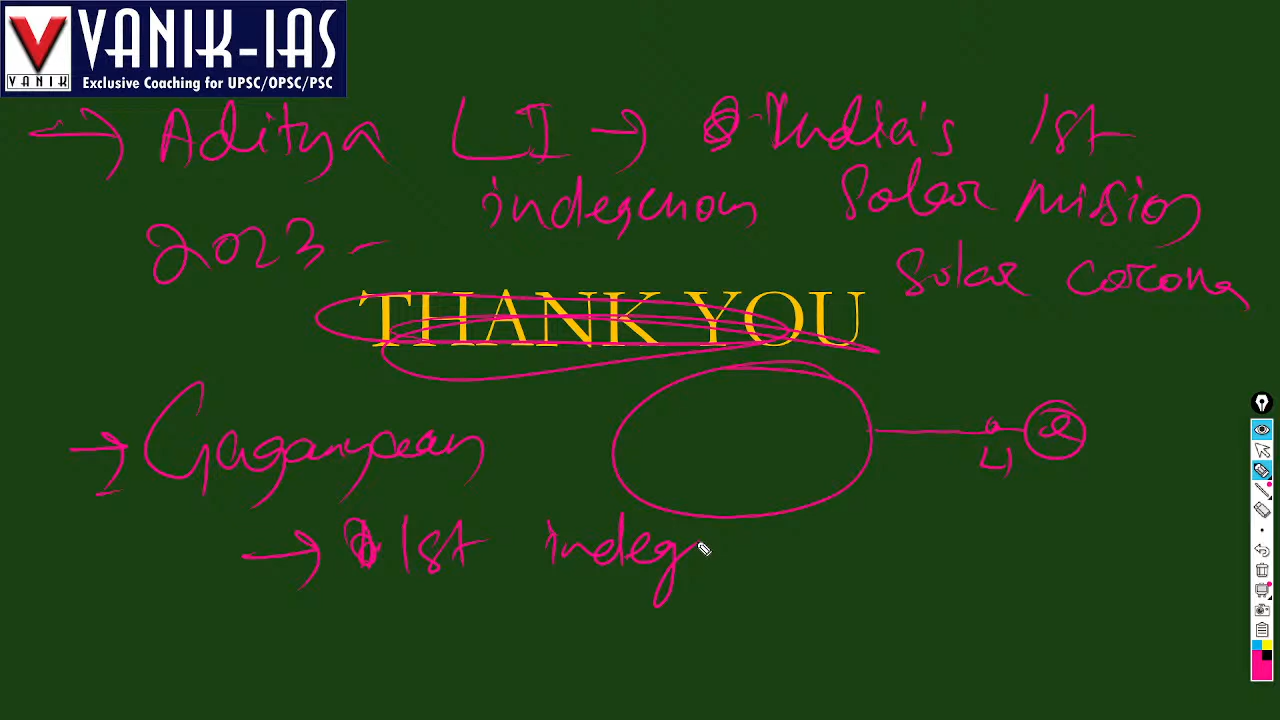 VANIK-IAS
VANIK
Exclusive Coaching for UPSC/OPSC/PSC
→ Aditya L1 → India's 1st
indegenous Solar mission
2023 -
Solar corona
THANK YOU
→ Gaganyaan
L1
→ 1st indeg